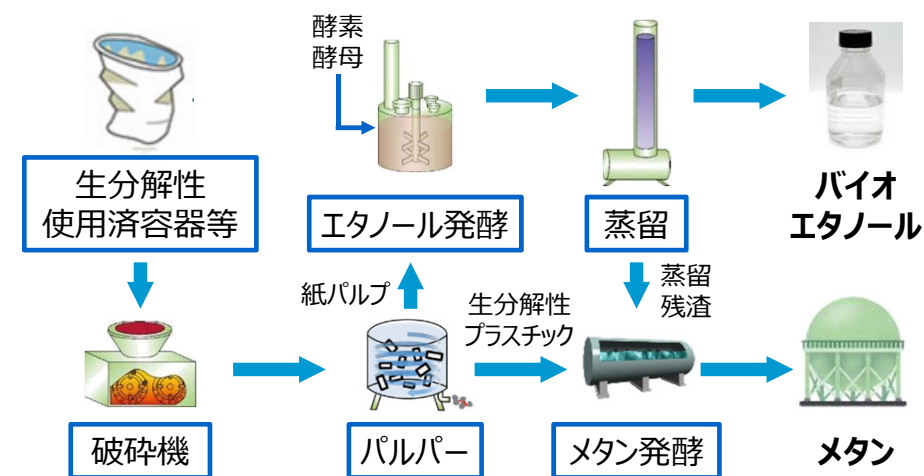 酵素
酵母
生分解性
使用済容器等
エタノール発酵
蒸留
バイオ
エタノール
紙パルプ
生分解性
プラスチック
蒸留
残渣
破砕機
パルパー
メタン発酵
メタン